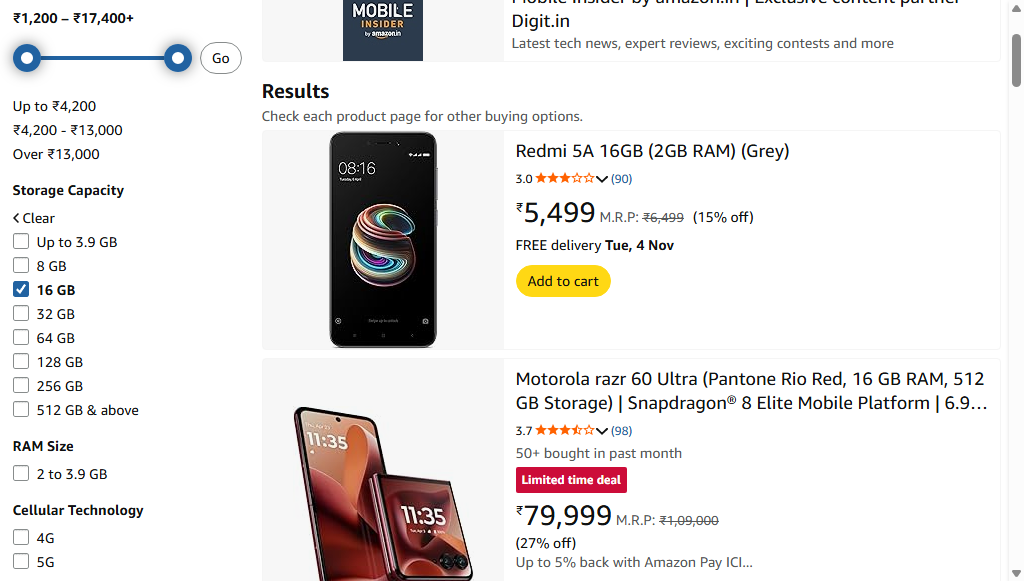 ₹1,200 – ₹17,400+
Go
Up to ₹4,200
₹4,200 - ₹13,000
Over ₹13,000
Storage Capacity
Clear
Up to 3.9 GB
8 GB
16 GB
32 GB
64 GB
128 GB
256 GB
512 GB & above
RAM Size
2 to 3.9 GB
Cellular Technology
4G
5G
MOBILE
INSIDER
by amazon.in
Mobile Insider by amazon.in | Exclusive content partner -
Digit.in
Latest tech news, expert reviews, exciting contests and more
Results
Check each product page for other buying options.
08:16
Redmi 5A 16GB (2GB RAM) (Grey)
3.0 (90)
₹5,499 M.R.P: ₹6,499 (15% off)
FREE delivery Tue, 4 Nov
Add to cart
11:35
11:35
Motorola razr 60 Ultra (Pantone Rio Red, 16 GB RAM, 512
GB Storage) | Snapdragon® 8 Elite Mobile Platform | 6.9…
3.7 (98)
50+ bought in past month
Limited time deal
₹79,999 M.R.P: ₹1,09,000
(27% off)
Up to 5% back with Amazon Pay ICI…